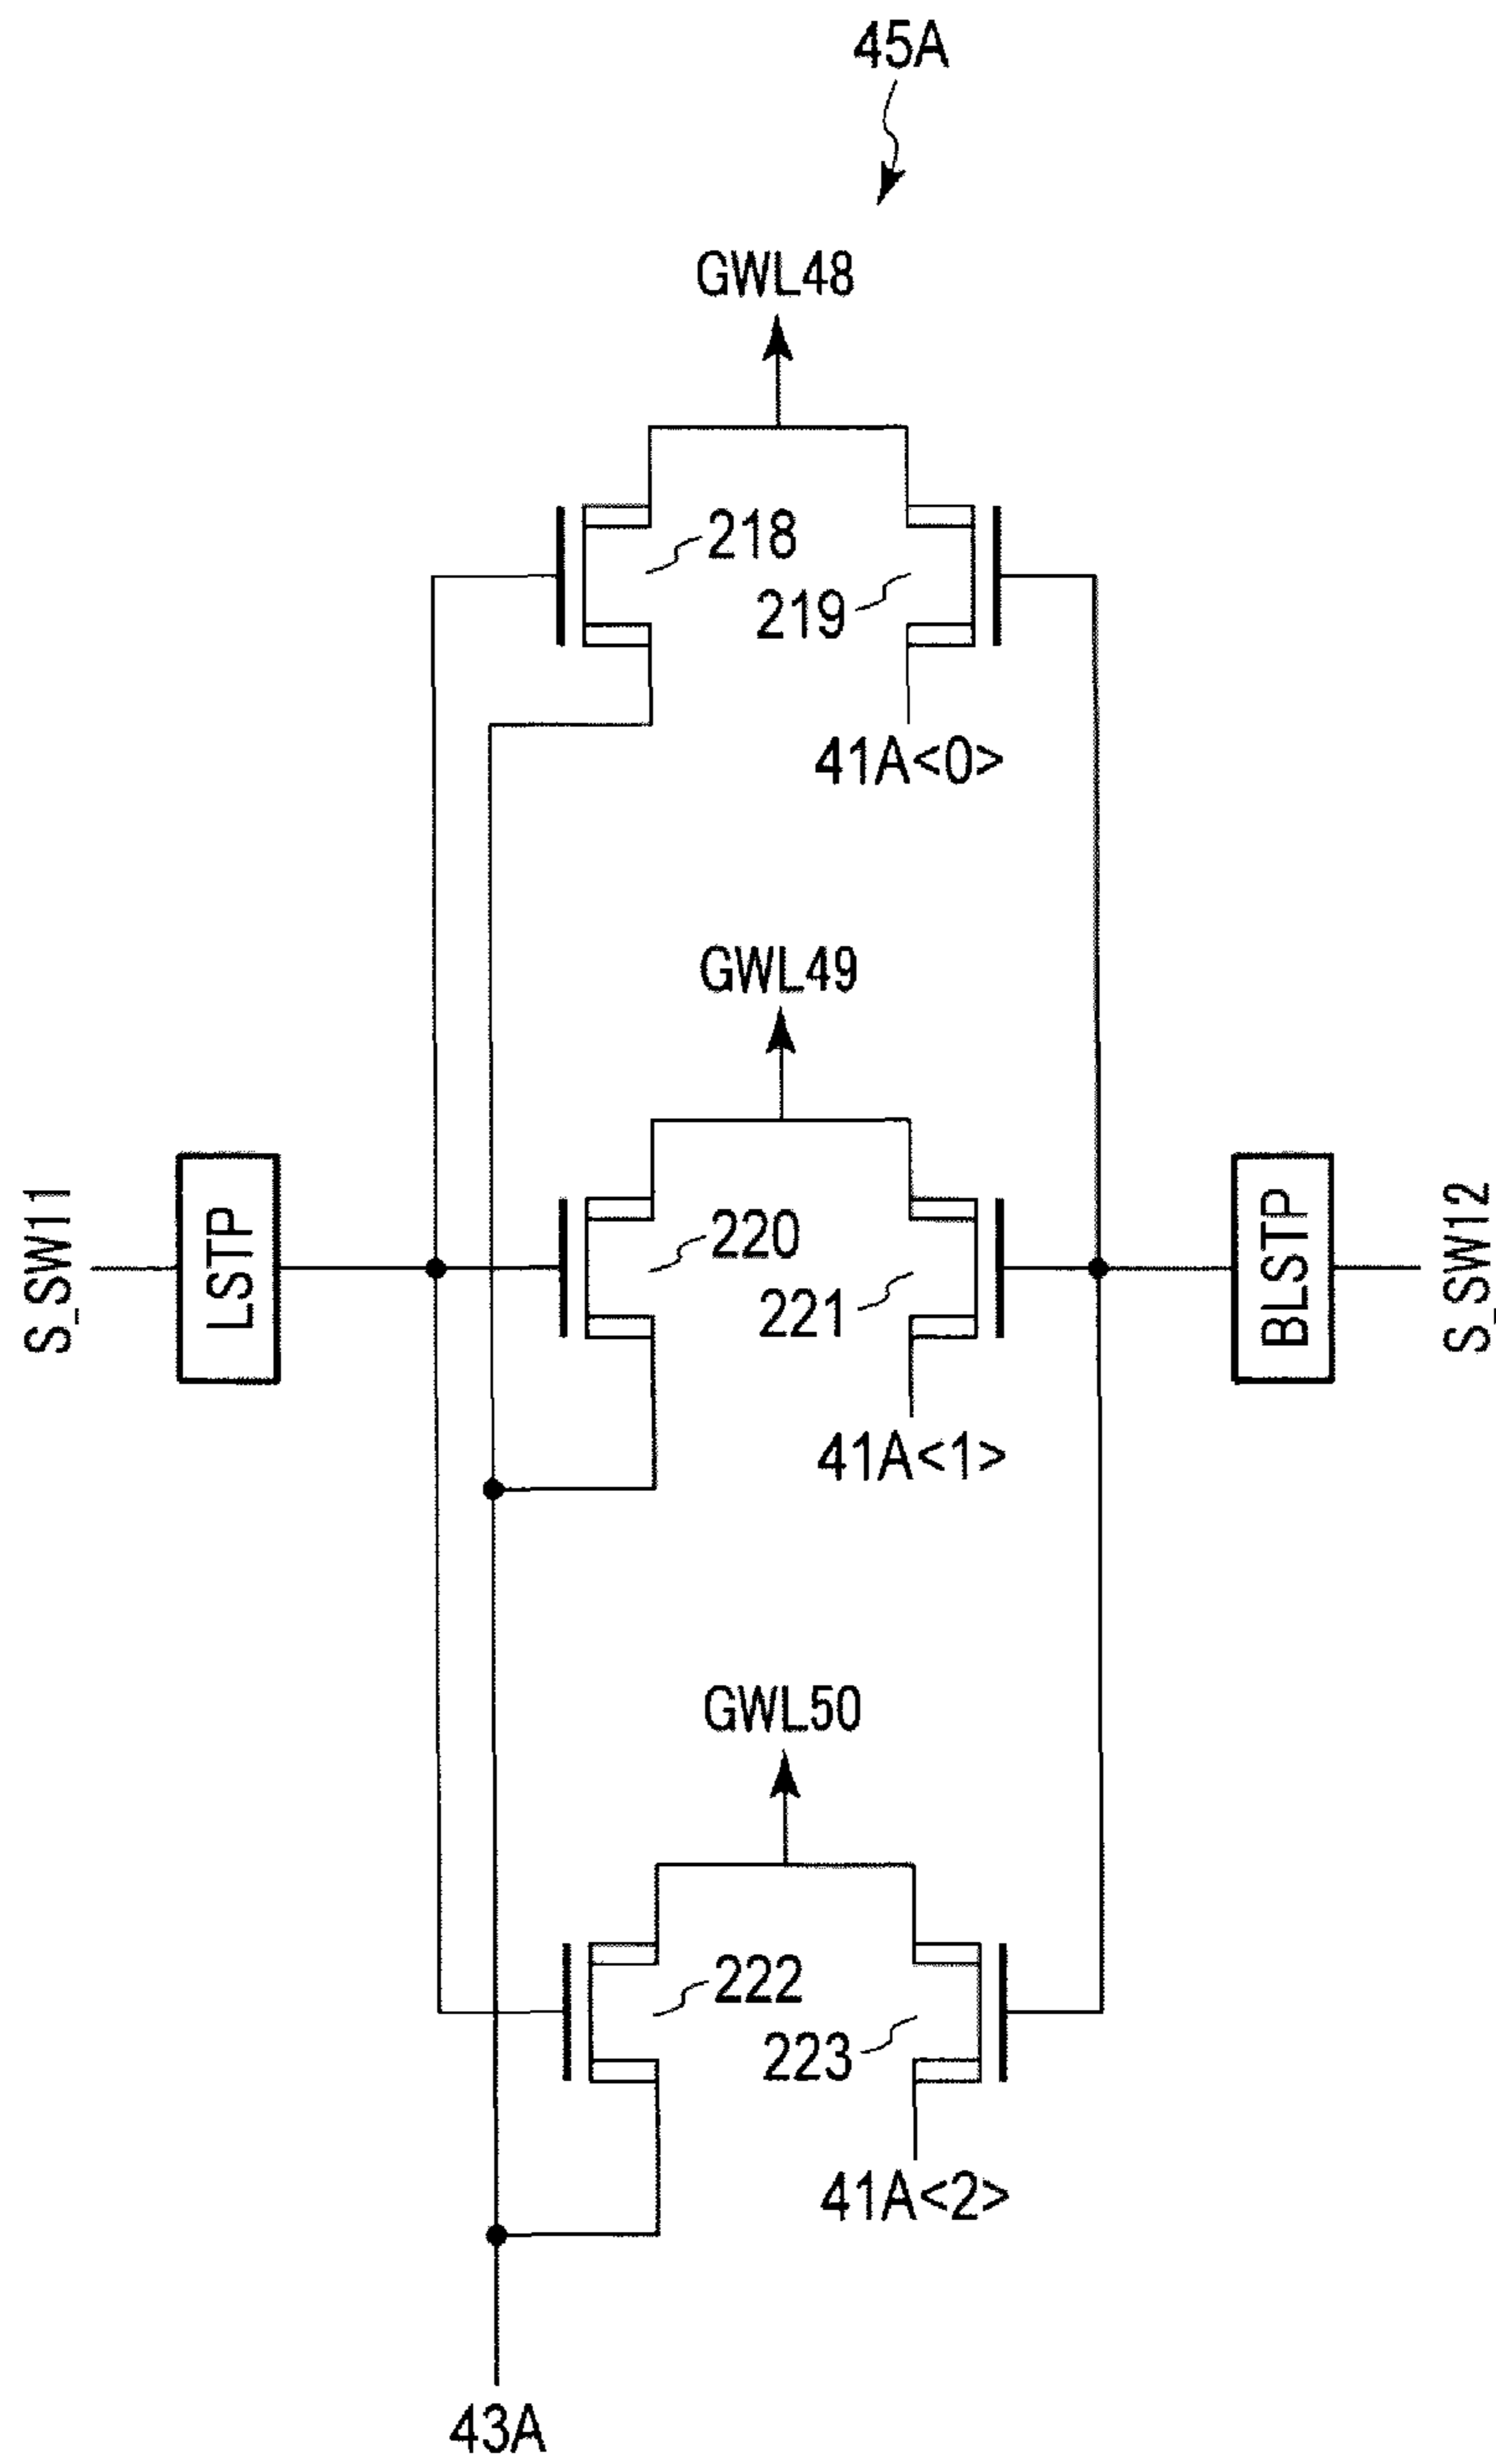 45A
GWL48
218
219
41A<0>
GWL49
S_SW11
LSTP
220
221
BLSTP
S_SW12
41A<1>
GWL50
222
223
41A<2>
43A